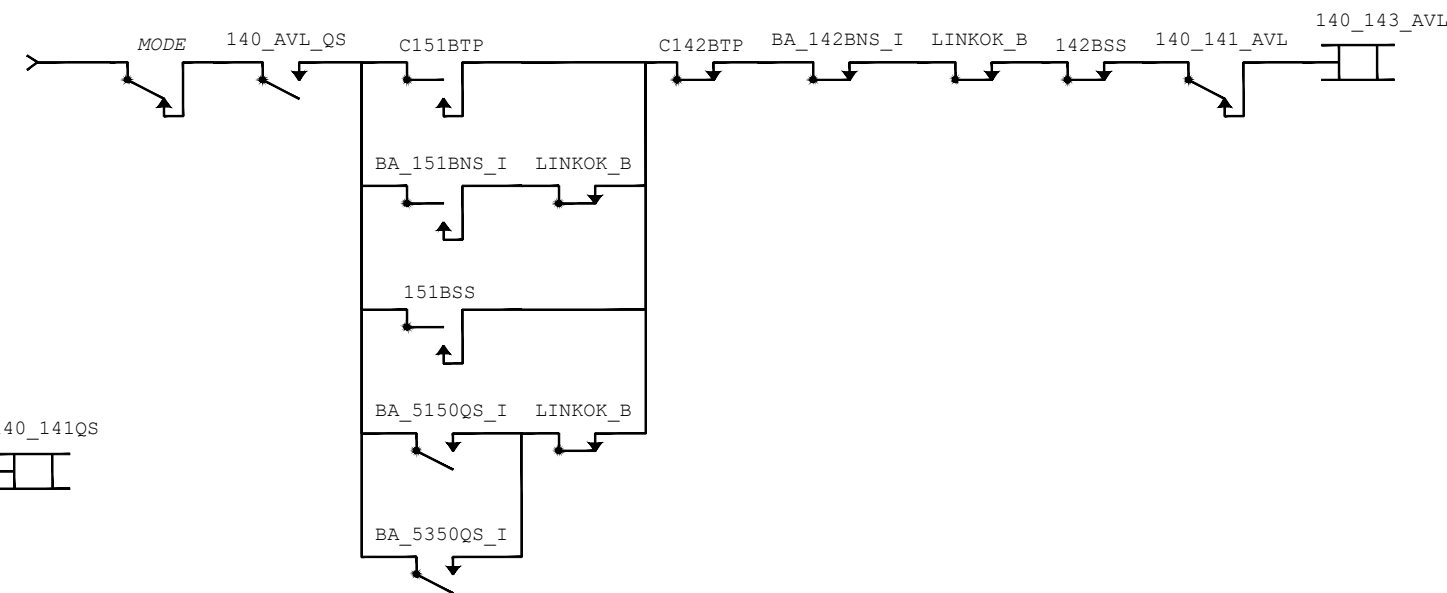 140_143_AVL
MODE 140_AVL_QS C151BTP C142BTP BA_142BNS_I LINKOK_B 142BSS 140_141_AVL
BA_151BNS_I LINKOK_B
151BSS
BA_5150QS_I LINKOK_B
40_141QS
BA_5350QS_I